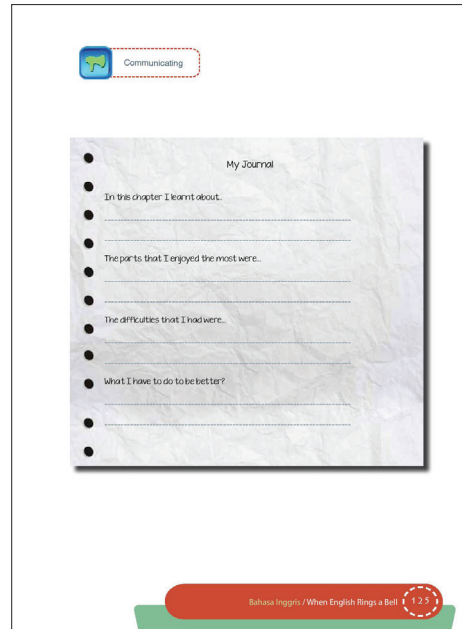 Communicating
My Journal
In this chapter I learnt about..
The parts that I enjoyed the most were...
The difficulties that I had were...
What I have to do to be better?
Bahasa Inggris / When English Rings a Bell 125